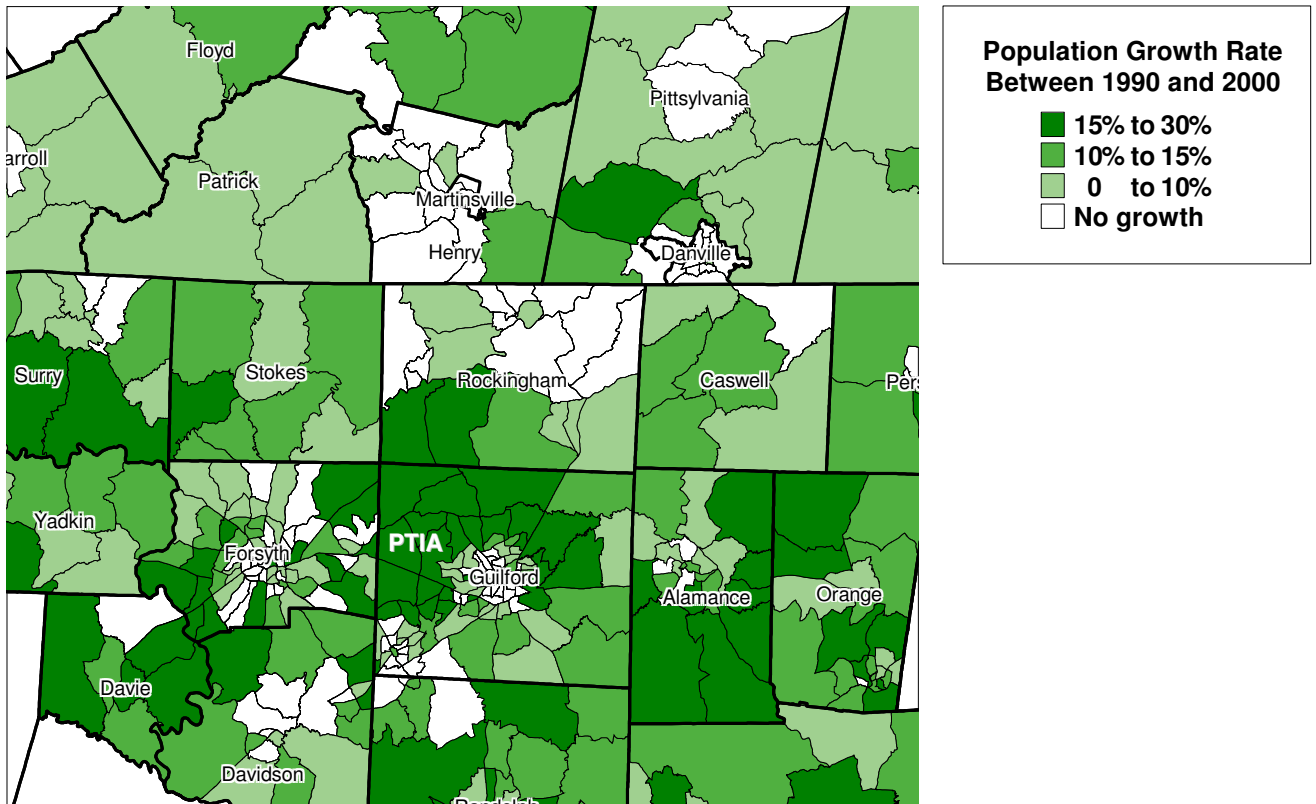 Floyd
Pittsylvania
arroll
Patrick
Martinsville
Henry
Danville
Surry
Stokes
Rockingham
Caswell
Pers
Yadkin
Forsyth
PTIA
Guilford
Alamance
Orange
Davie
Davidson
Randolph
Population Growth Rate
Between 1990 and 2000
15% to 30%
10% to 15%
0 to 10%
No growth